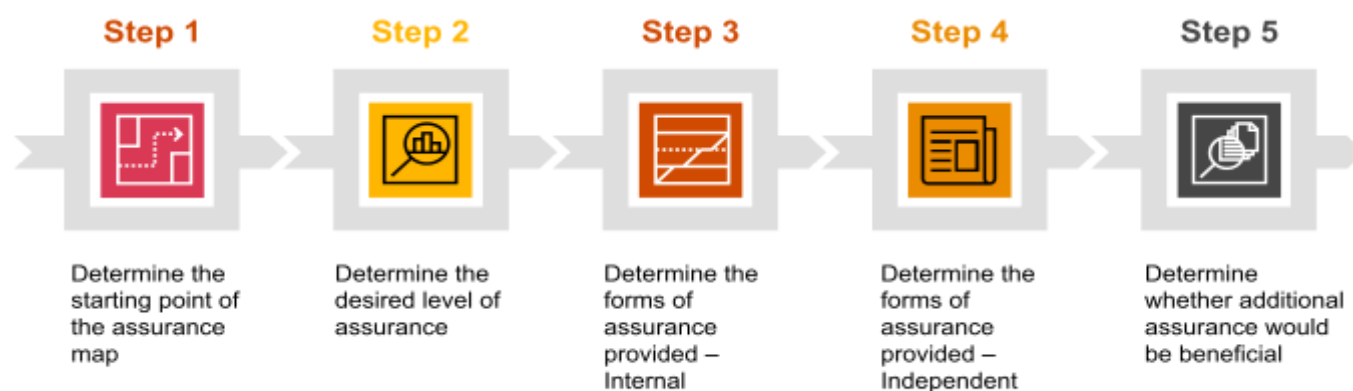 Step 1
Step 2
Step 3
Step 4
Step 5
Determine the
starting point of
the assurance
map
Determine the
desired level of
assurance
Determine the
forms of
assurance
provided –
Internal
Determine the
forms of
assurance
provided –
Independent
Determine
whether additional
assurance would
be beneficial